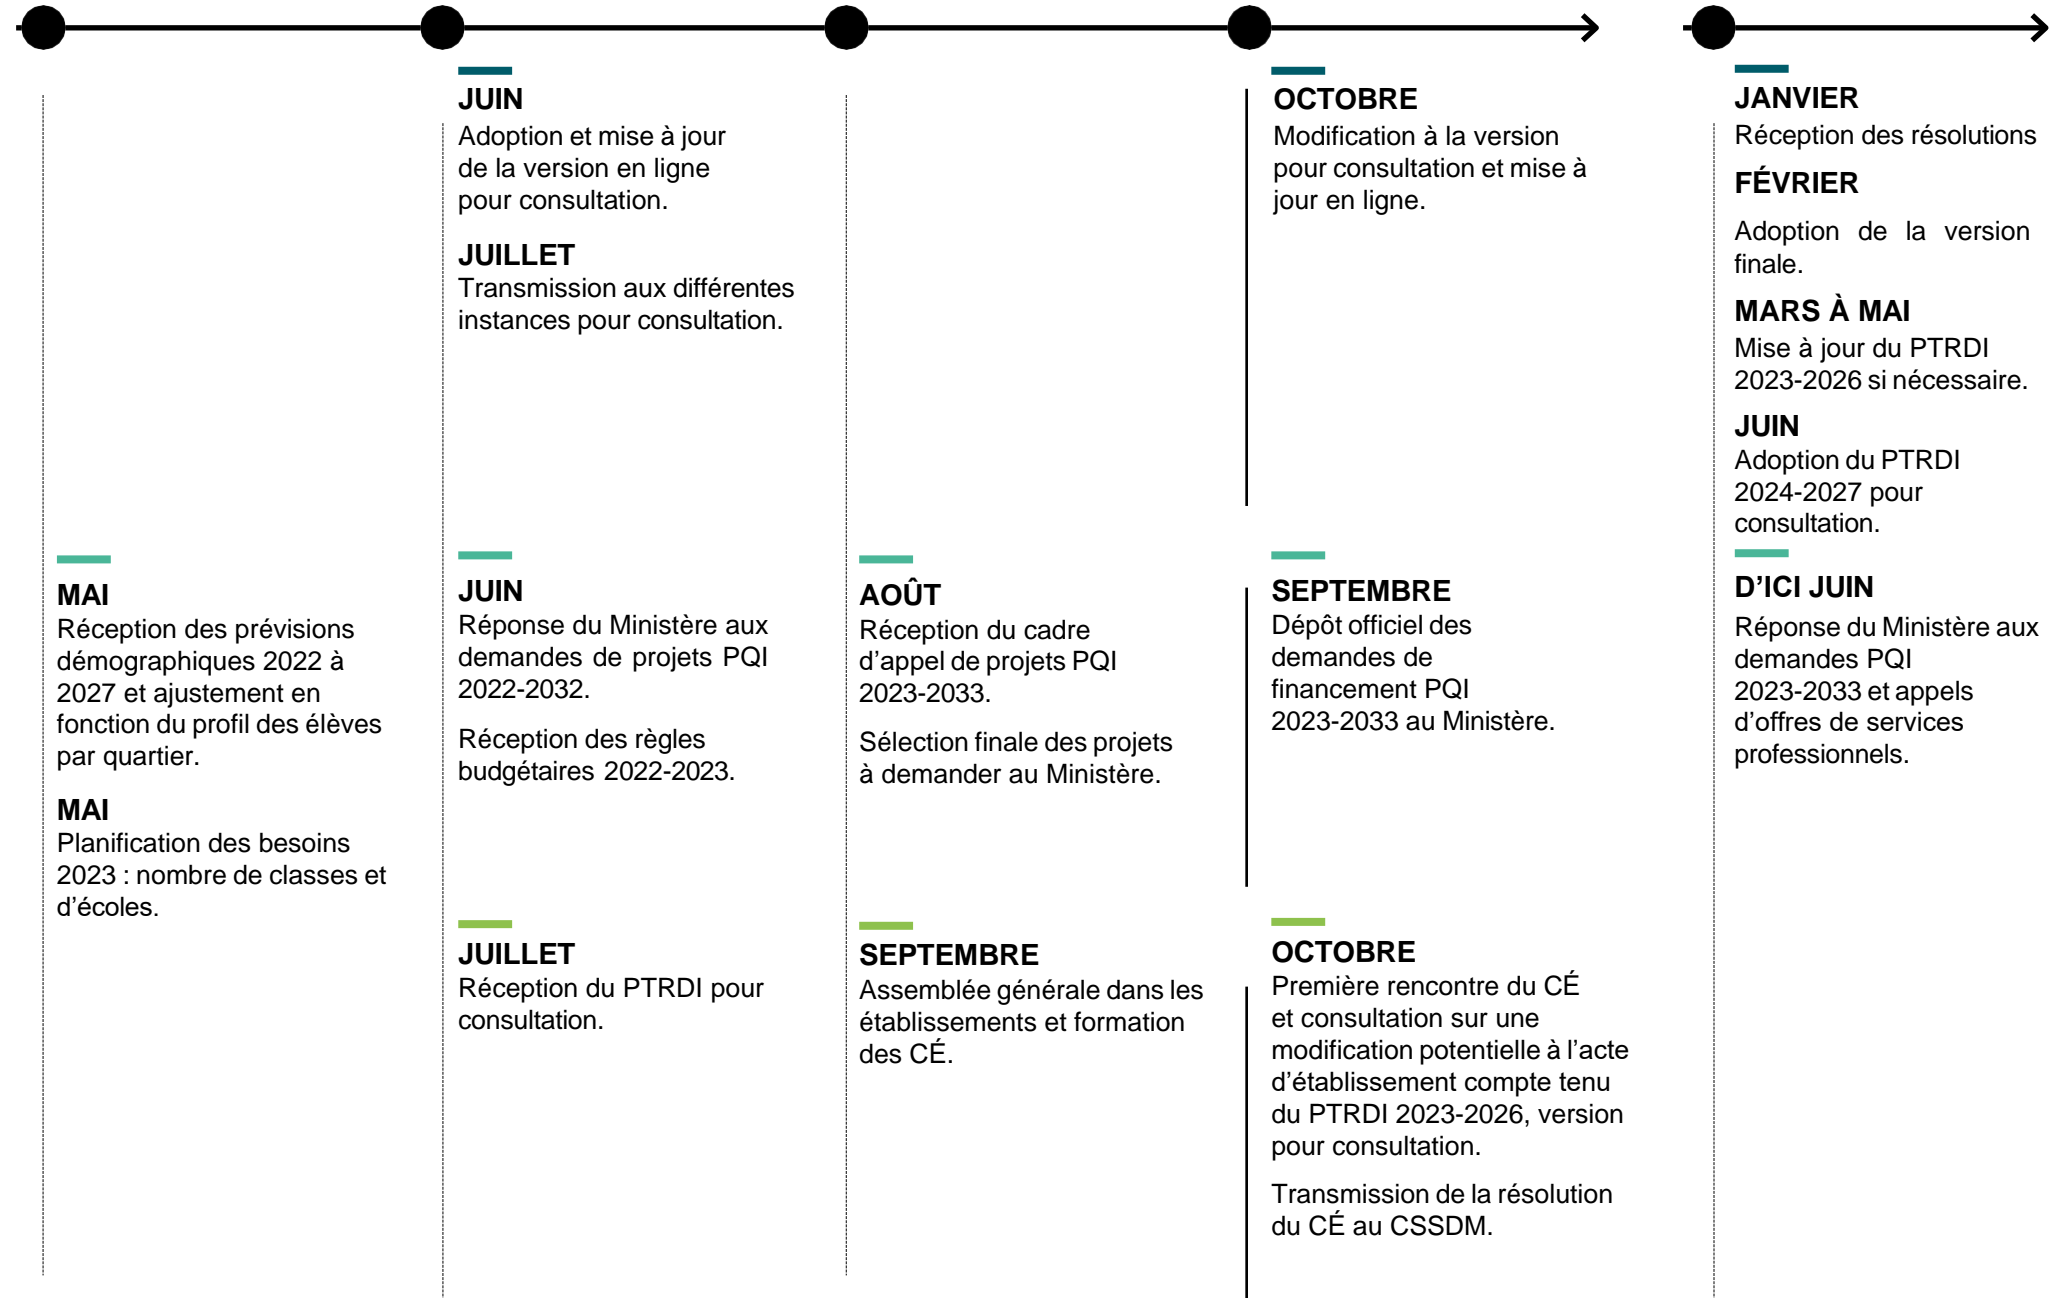 JUIN
Adoption et mise à jour
de la version en ligne
pour consultation.
JUILLET
Transmission aux différentes
instances pour consultation.
OCTOBRE
Modification à la version
pour consultation et mise à
jour en ligne.
JANVIER
Réception des résolutions
FÉVRIER
Adoption de la version
finale.
MARS À MAI
Mise à jour du PTRDI
2023-2026 si nécessaire.
JUIN
Adoption du PTRDI
2024-2027 pour
consultation.
MAI
Réception des prévisions
démographiques 2022 à
2027 et ajustement en
fonction du profil des élèves
par quartier.
MAI
Planification des besoins
2023 : nombre de classes et
d’écoles.
JUIN
Réponse du Ministère aux
demandes de projets PQI
2022-2032.
Réception des règles
budgétaires 2022-2023.
AOÛT
Réception du cadre
d’appel de projets PQI
2023-2033.
Sélection finale des projets
à demander au Ministère.
SEPTEMBRE
Dépôt officiel des
demandes de
financement PQI
2023-2033 au Ministère.
D’ICI JUIN
Réponse du Ministère aux
demandes PQI
2023-2033 et appels
d’offres de services
professionnels.
JUILLET
Réception du PTRDI pour
consultation.
SEPTEMBRE
Assemblée générale dans les
établissements et formation
des CÉ.
OCTOBRE
Première rencontre du CÉ
et consultation sur une
modification potentielle à l’acte
d’établissement compte tenu
du PTRDI 2023-2026, version
pour consultation.
Transmission de la résolution
du CÉ au CSSDM.